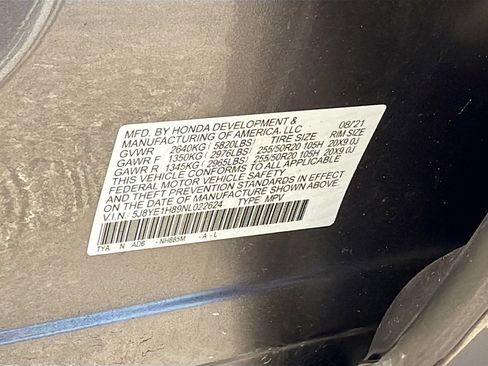 MFD. BY HONDA DEVELOPMENT & 08/'21
MANUFACTURING OF AMERICA, LLC
GVWR 2640KG ( 5820LBS) TIRE SIZE RIM SIZE
GAWR F 1350KG ( 2976LBS) 255/50R20 105H 20X9.0J
GAWR R 1345KG ( 2965LBS) 255/50R20 105H 20X9.0J
THIS VEHICLE CONFORMS TO ALL APPLICABLE
FEDERAL MOTOR VEHICLE SAFETY
AND THEFT PREVENTION STANDARDS IN EFFECT
ON THE DATE OF MANUFACTURE SHOWN ABOVE.
V.I.N.: 5J8YE1H89NL022624 TYPE: MPV
TYA N AD6 - NH885M - A - L